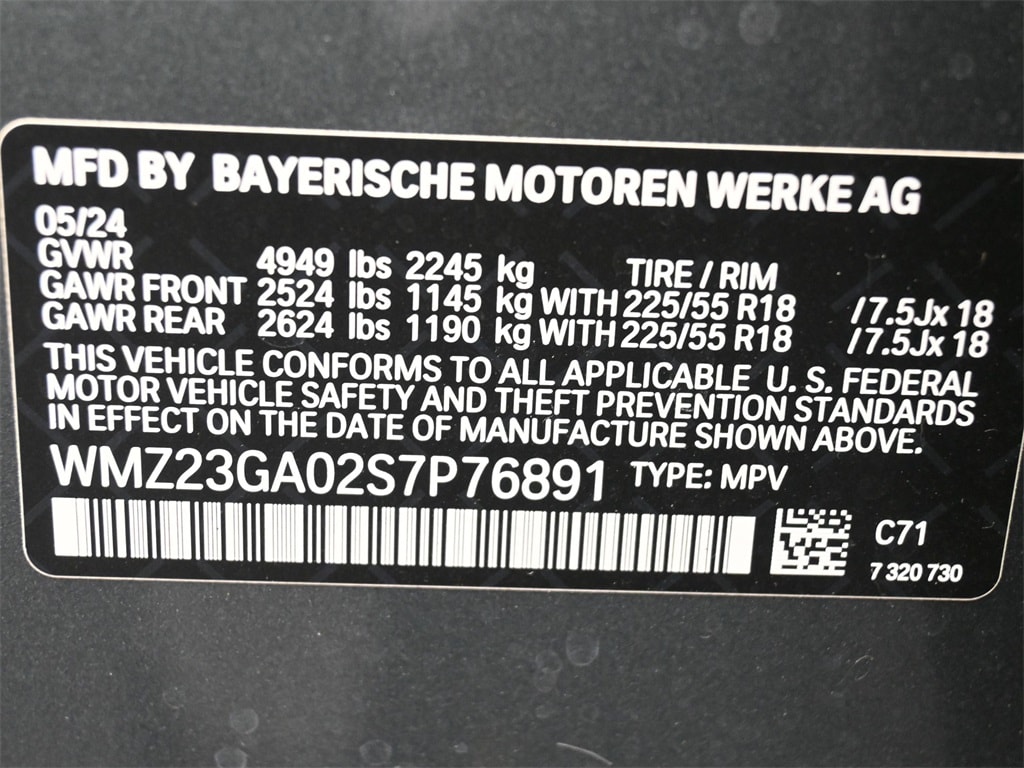 MFD BY BAYERISCHE MOTOREN WERKE AG
05/24
GVWR 4949 lbs 2245 kg TIRE / RIM
GAWR FRONT 2524 lbs 1145 kg WITH 225/55 R18 /7.5Jx 18
GAWR REAR 2624 lbs 1190 kg WITH 225/55 R18 /7.5Jx 18
THIS VEHICLE CONFORMS TO ALL APPLICABLE U. S. FEDERAL
MOTOR VEHICLE SAFETY AND THEFT PREVENTION STANDARDS
IN EFFECT ON THE DATE OF MANUFACTURE SHOWN ABOVE.
WMZ23GA02S7P76891 TYPE: MPV
C71
7 320 730